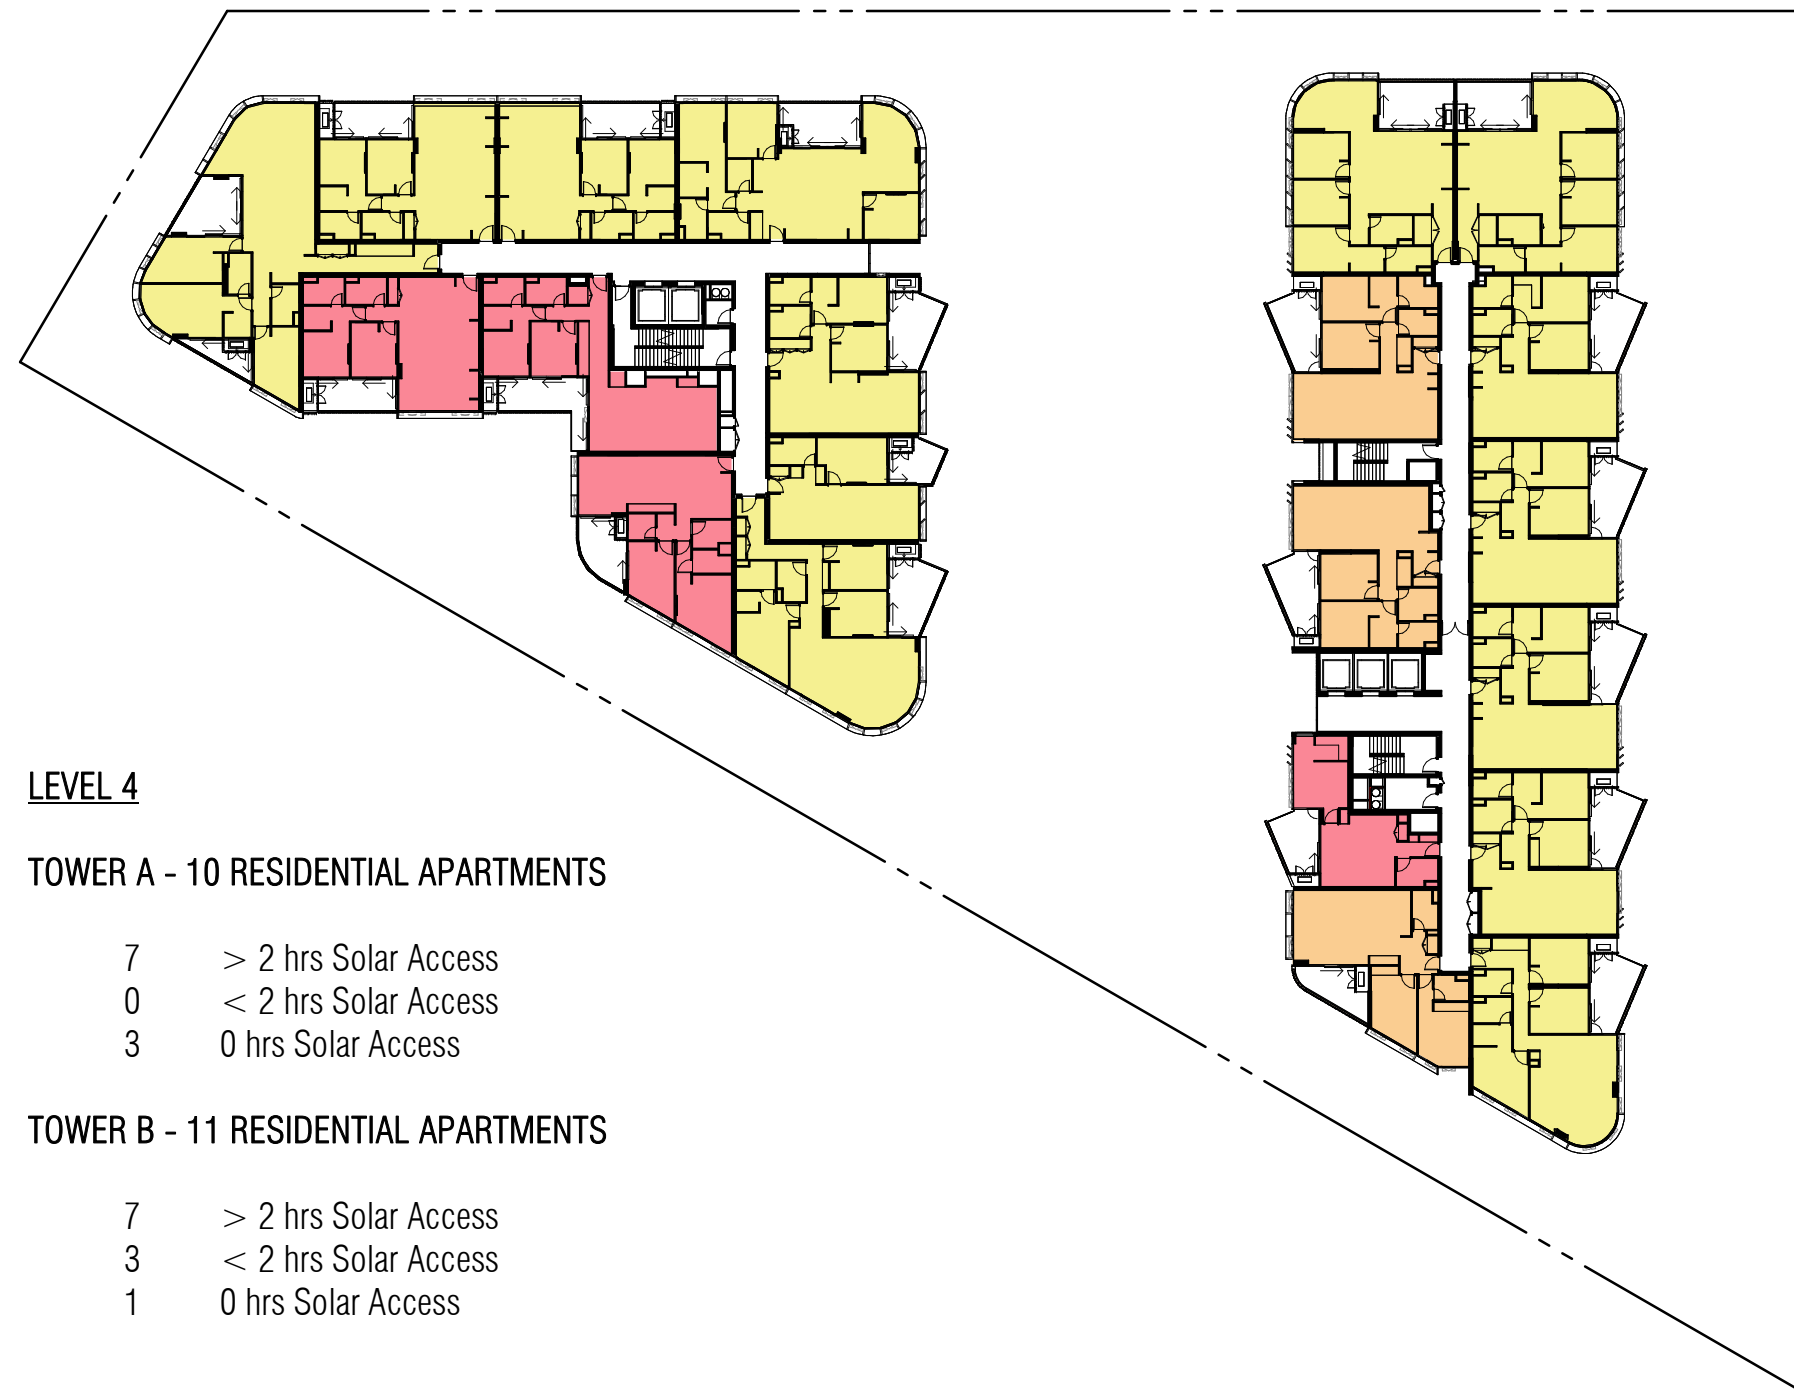 LEVEL 4
TOWER A - 10 RESIDENTIAL APARTMENTS
7 > 2 hrs Solar Access
0 < 2 hrs Solar Access
3 0 hrs Solar Access
TOWER B - 11 RESIDENTIAL APARTMENTS
7 > 2 hrs Solar Access
3 < 2 hrs Solar Access
1 0 hrs Solar Access